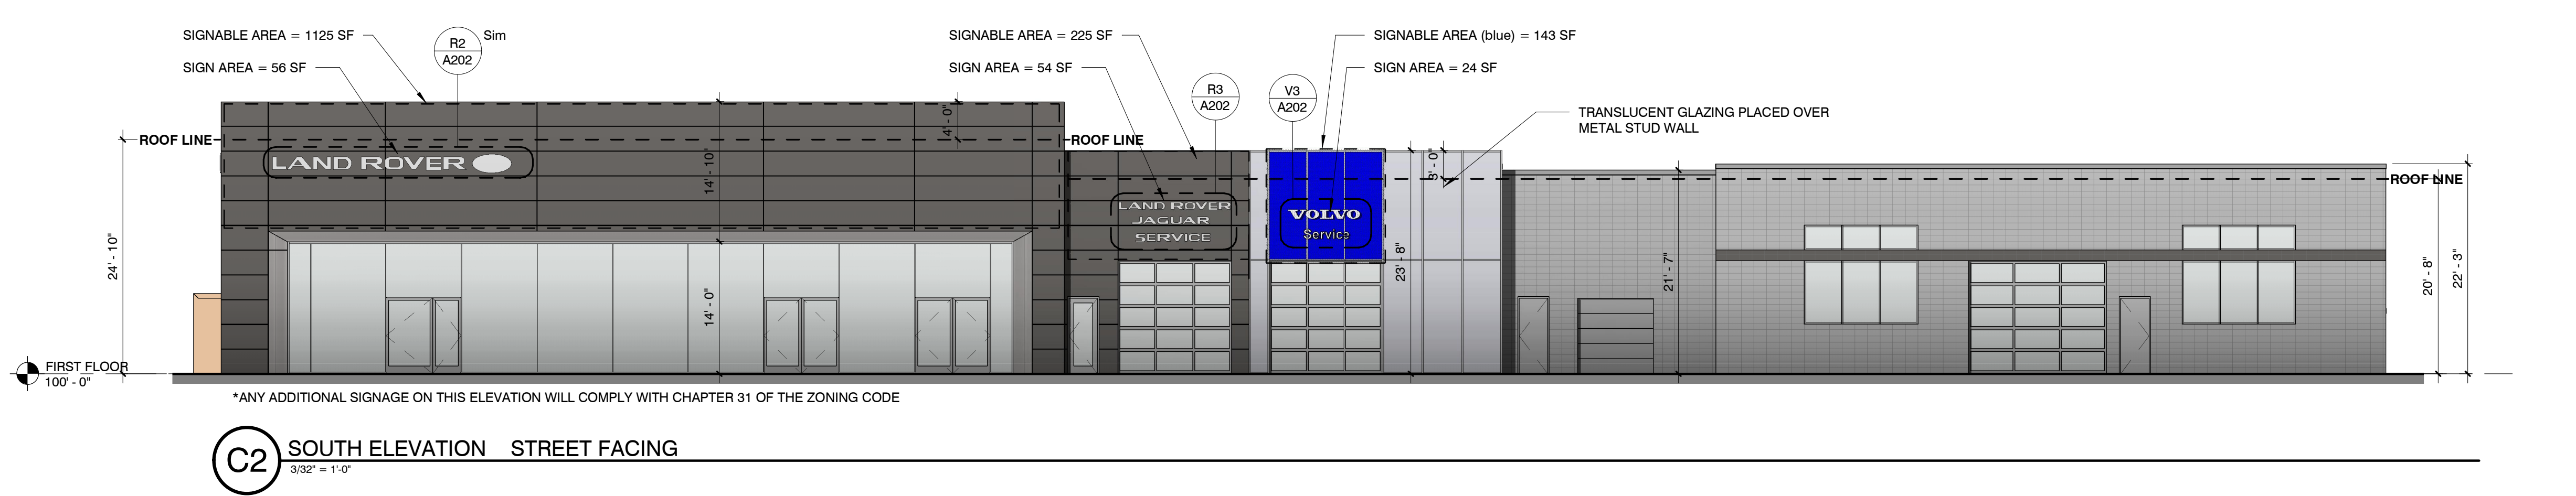 SIGNABLE AREA = 1125 SF
SIGN AREA = 56 SF
R2
A202
Sim
SIGNABLE AREA = 225 SF
SIGN AREA = 54 SF
R3
A202
V3
A202
SIGNABLE AREA (blue) = 143 SF
SIGN AREA = 24 SF
TRANSLUCENT GLAZING PLACED OVER
METAL STUD WALL
ROOF LINE
ROOF LINE
ROOF LINE
LAND ROVER
4' - 0"
14' - 10"
14' - 0"
24' - 10"
LAND ROVER
JAGUAR
SERVICE
VOLVO
Service
3' - 0"
23' - 8"
21' - 7"
20' - 8"
22' - 3"
FIRST FLOOR
100' - 0"
*ANY ADDITIONAL SIGNAGE ON THIS ELEVATION WILL COMPLY WITH CHAPTER 31 OF THE ZONING CODE
C2
SOUTH ELEVATION STREET FACING
3/32" = 1'-0"